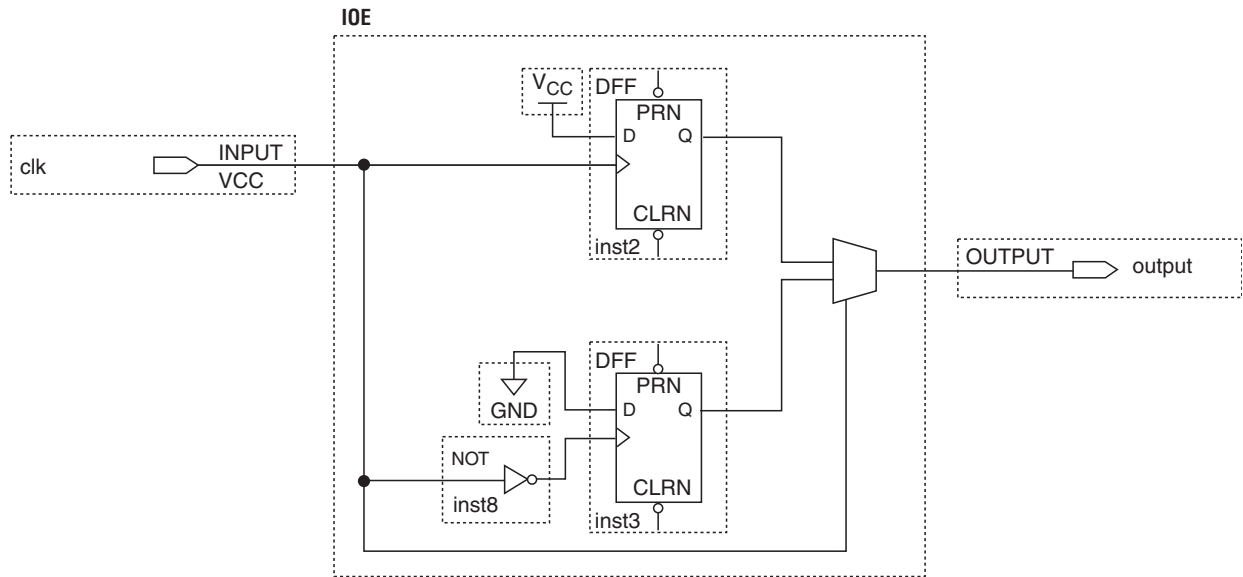 IOE
VCC
DFF
PRN
D Q
INPUT
clk
VCC
CLRN
inst2
OUTPUT
output
DFF
PRN
GND
D Q
NOT
CLRN
inst8
inst3